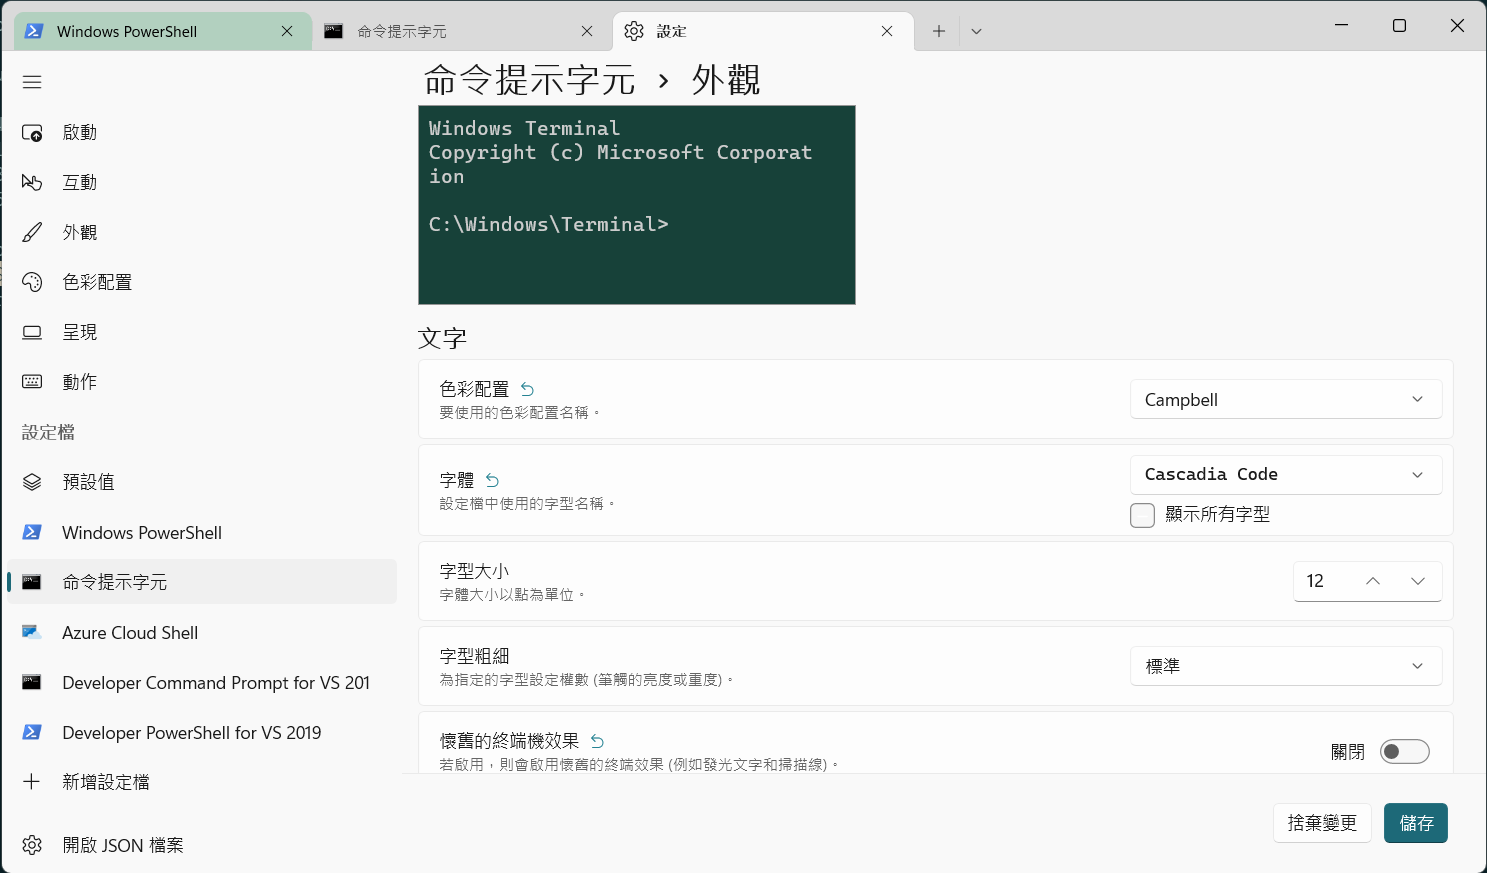 Windows PowerShell
命令提示字元
設定
命令提示字元 › 外觀
啟動
互動
外觀
色彩配置
呈現
動作
設定檔
預設值
Windows PowerShell
命令提示字元
Azure Cloud Shell
Developer Command Prompt for VS 201
Developer PowerShell for VS 2019
新增設定檔
開啟 JSON 檔案
Windows Terminal
Copyright (c) Microsoft Corporat
ion
C:\Windows\Terminal>
文字
色彩配置
要使用的色彩配置名稱。
Campbell
字體
設定檔中使用的字型名稱。
Cascadia Code
顯示所有字型
字型大小
字體大小以點為單位。
12
字型粗細
為指定的字型設定權數 (筆觸的亮度或重度)。
標準
懷舊的終端機效果
若啟用，則會啟用懷舊的終端效果 (例如發光文字和掃描線)。
關閉
捨棄變更
儲存